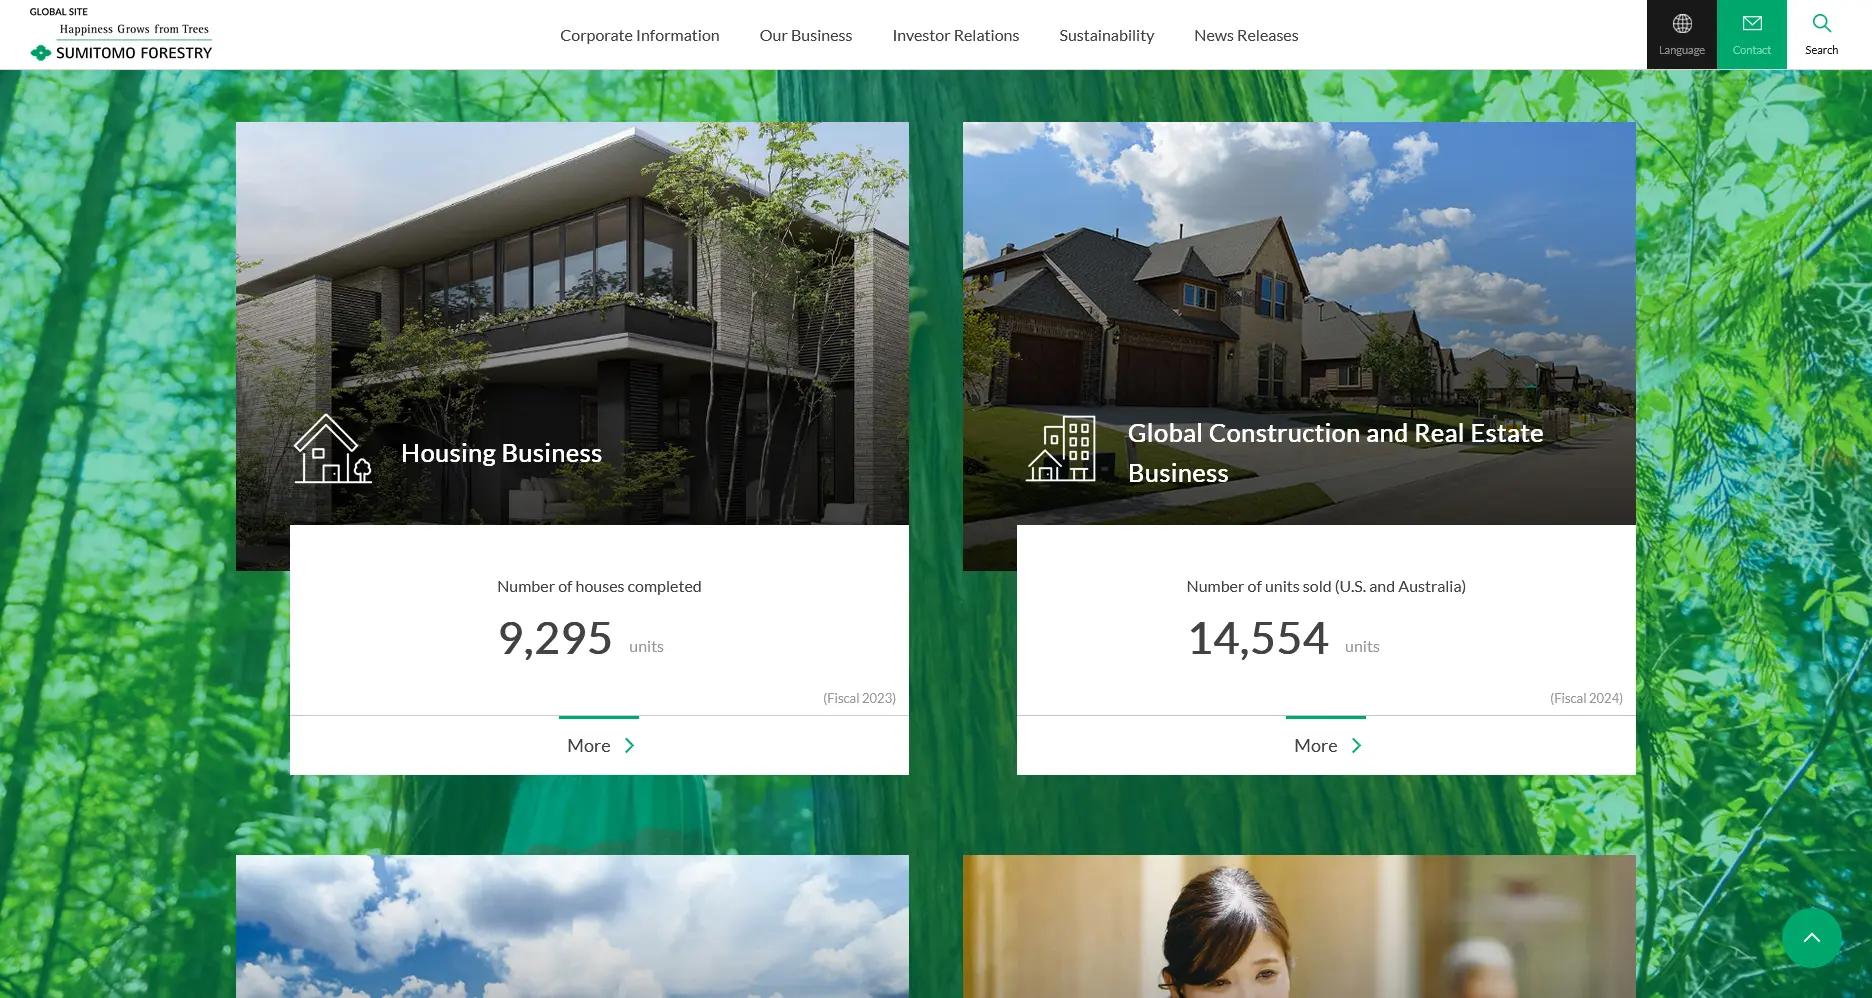 GLOBAL SITE
Happiness Grows from Trees
SUMITOMO FORESTRY
Corporate Information
Our Business
Investor Relations
Sustainability
News Releases
Language
Contact
Search
Housing Business
Number of houses completed
9,295 units
(Fiscal 2023)
More
Global Construction and Real Estate
Business
Number of units sold (U.S. and Australia)
14,554 units
(Fiscal 2024)
More